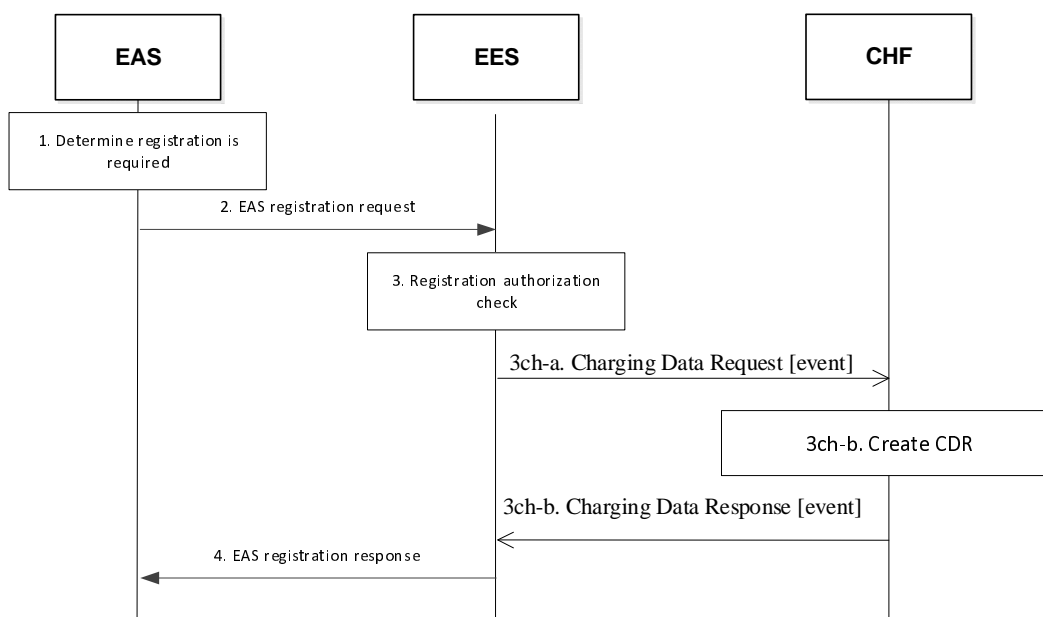 EAS
EES
CHF
1. Determine registration is
required
2. EAS registration request
3. Registration authorization
check
3ch-a. Charging Data Request [event]
3ch-b. Create CDR
3ch-b. Charging Data Response [event]
4. EAS registration response